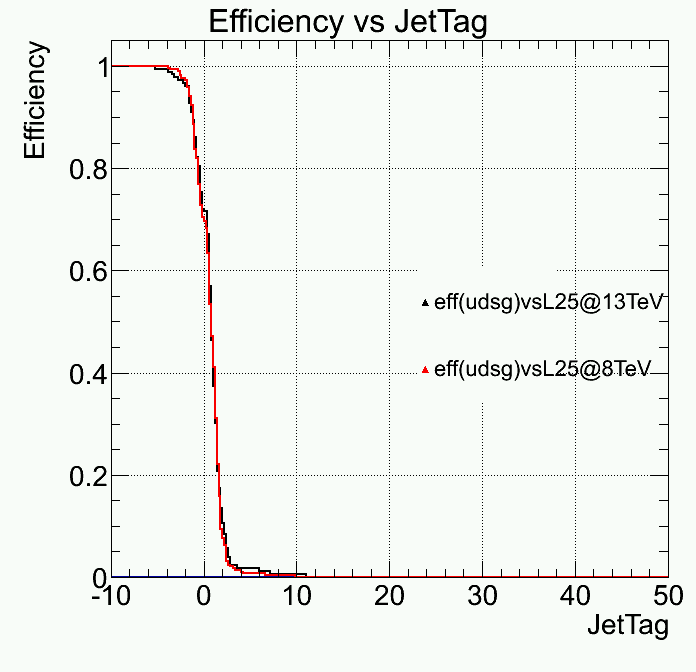 Efficiency vs JetTag
Efficiency
1
0.8
0.6
0.4
0.2
0
eff(udsg)vsL25@13TeV
eff(udsg)vsL25@8TeV
-10 0 10 20 30 40 50
JetTag